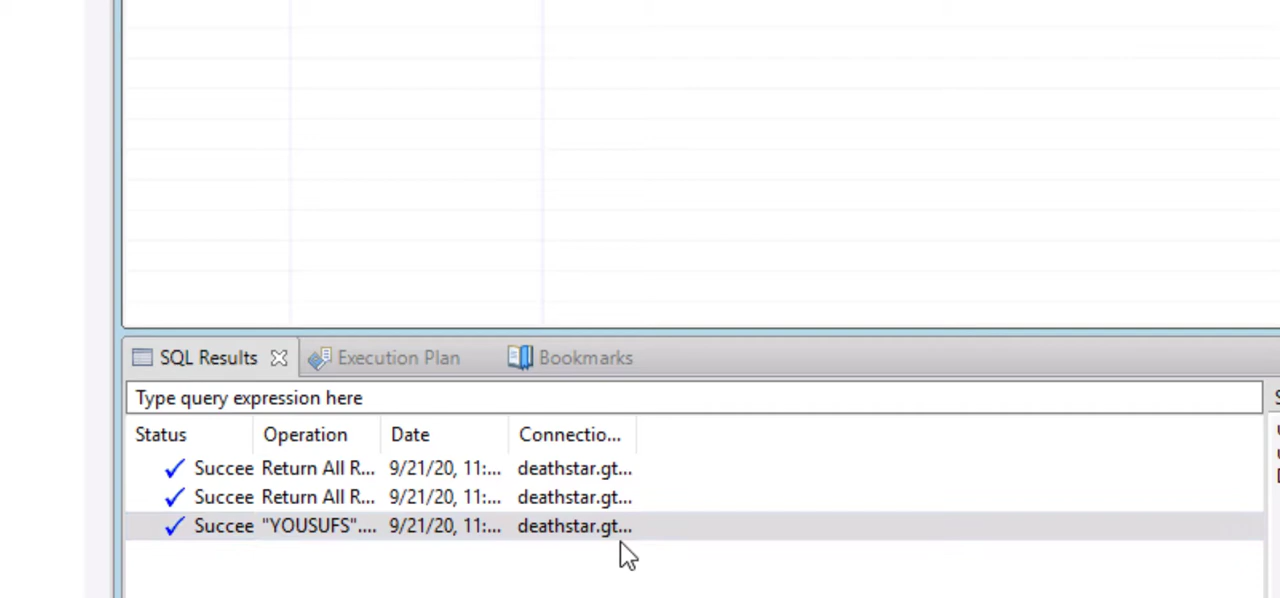 SQL Results Execution Plan Bookmarks
Type query expression here
Status Operation Date Connectio...
Succee Return All R... 9/21/20, 11:... deathstar.gt...
Succee Return All R... 9/21/20, 11:... deathstar.gt...
Succee "YOUSUFS".... 9/21/20, 11:... deathstar.gt...